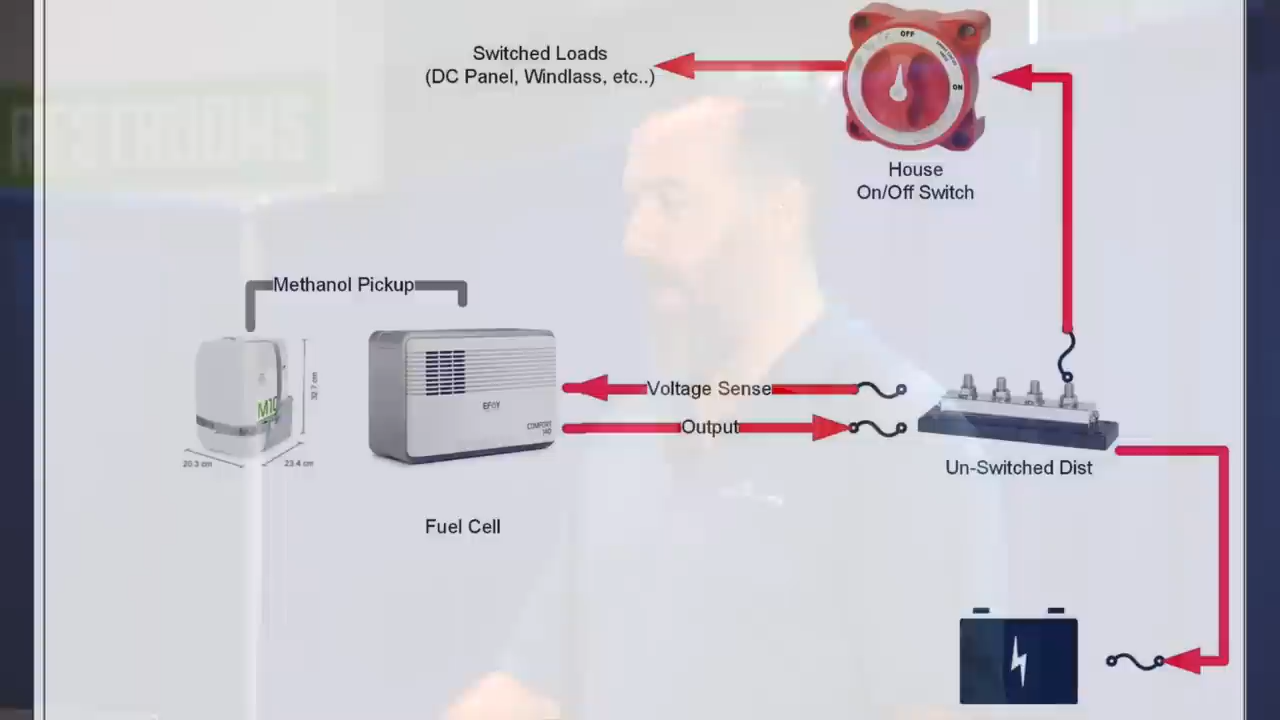 Switched Loads
(DC Panel, Windlass, etc..)
OFF
ON
House
On/Off Switch
RESTROOMS
Methanol Pickup
M10
32.7 cm
20.3 cm
23.4 cm
EFOY
COMFORT
Voltage Sense
Output
Un-Switched Dist
Fuel Cell